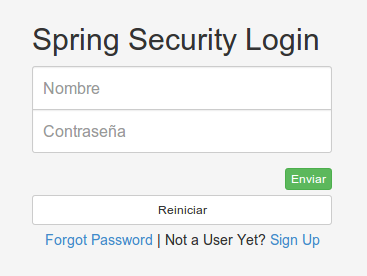 Spring Security Login
Nombre
Contraseña
Enviar
Reiniciar
Forgot Password | Not a User Yet? Sign Up